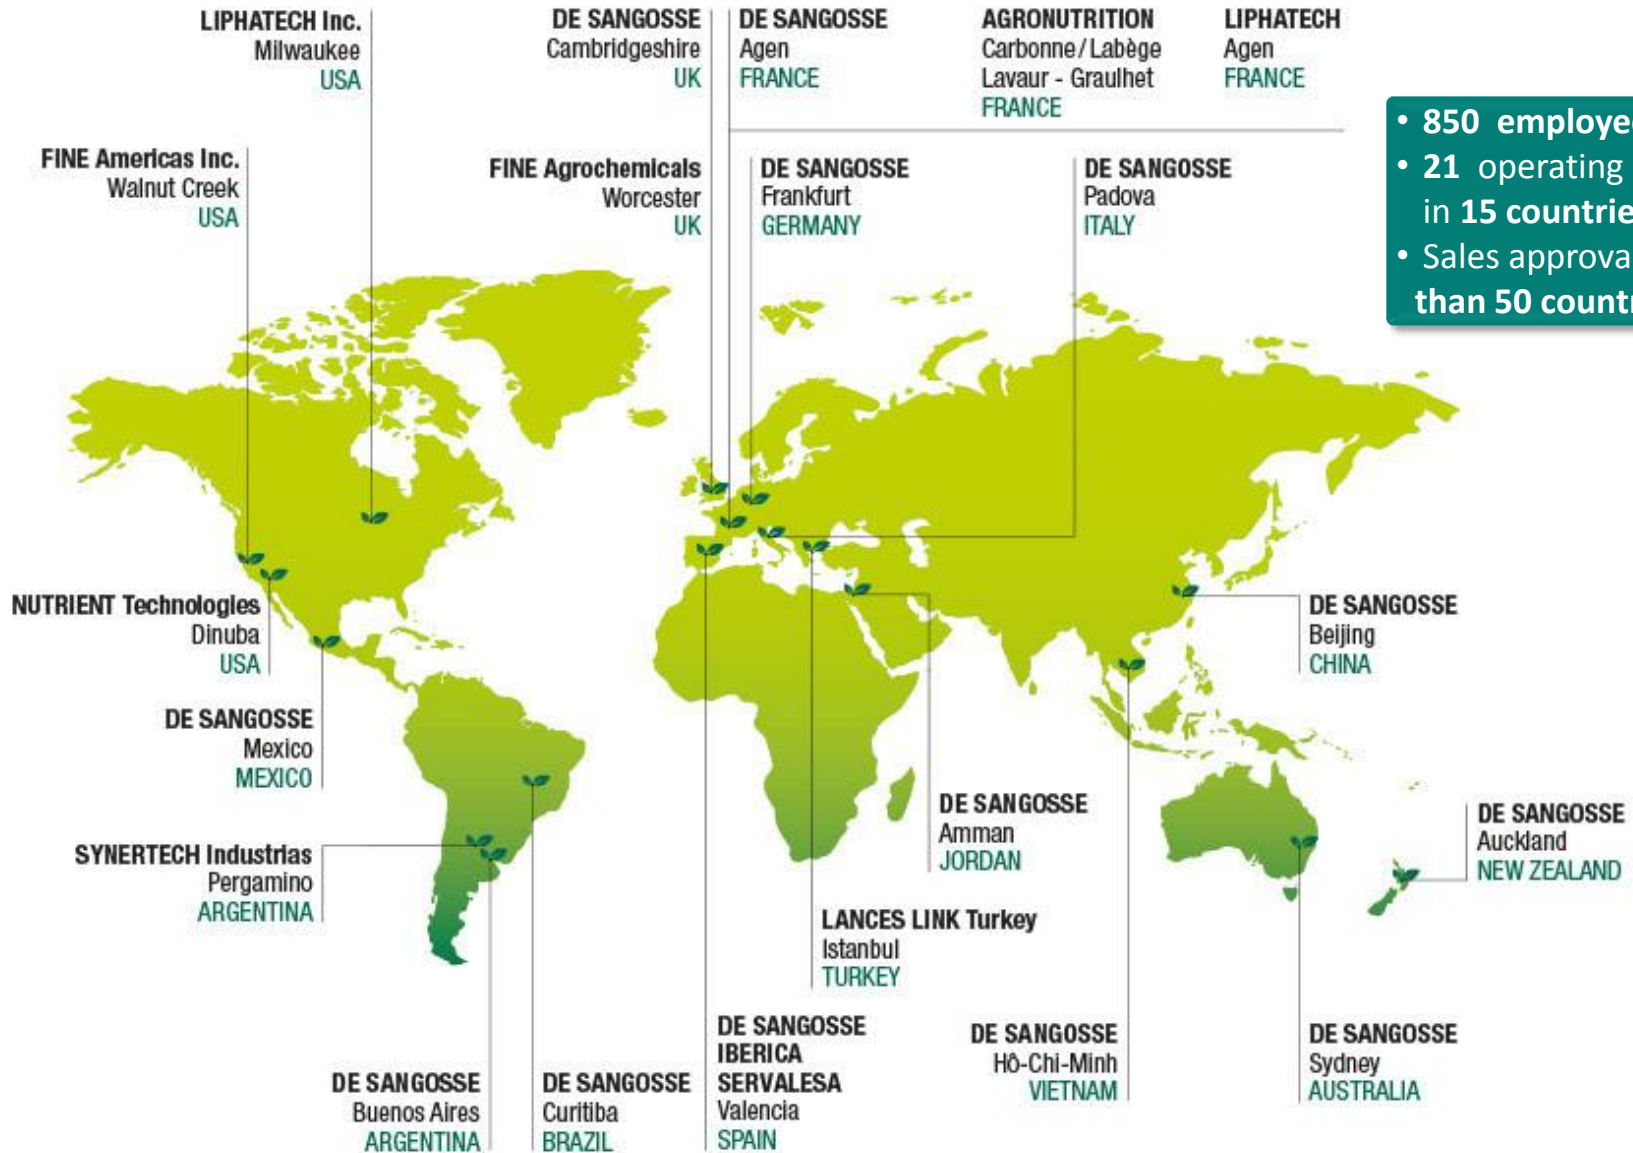 LIPHATECH Inc.
Milwaukee
USA
DE SANGOSSE
Cambridgeshire
UK
DE SANGOSSE
Agen
FRANCE
AGRONUTRITION
Carbonne/Labège
Lavaur - Graulhet
FRANCE
LIPHATECH
Agen
FRANCE
• 850 employe
• 21 operating
in 15 countrie
• Sales approva
than 50 countr
FINE Americas Inc.
Walnut Creek
USA
FINE Agrochemicals
Worcester
UK
DE SANGOSSE
Frankfurt
GERMANY
DE SANGOSSE
Padova
ITALY
NUTRIENT Technologies
Dinuba
USA
DE SANGOSSE
Beijing
CHINA
DE SANGOSSE
Mexico
MEXICO
DE SANGOSSE
Amman
JORDAN
DE SANGOSSE
Auckland
NEW ZEALAND
SYNERTECH Industrias
Pergamino
ARGENTINA
LANCES LINK Turkey
Istanbul
TURKEY
DE SANGOSSE
Buenos Aires
ARGENTINA
DE SANGOSSE
Curitiba
BRAZIL
DE SANGOSSE
IBERICA
SERVALESA
Valencia
SPAIN
DE SANGOSSE
Hô-Chi-Minh
VIETNAM
DE SANGOSSE
Sydney
AUSTRALIA